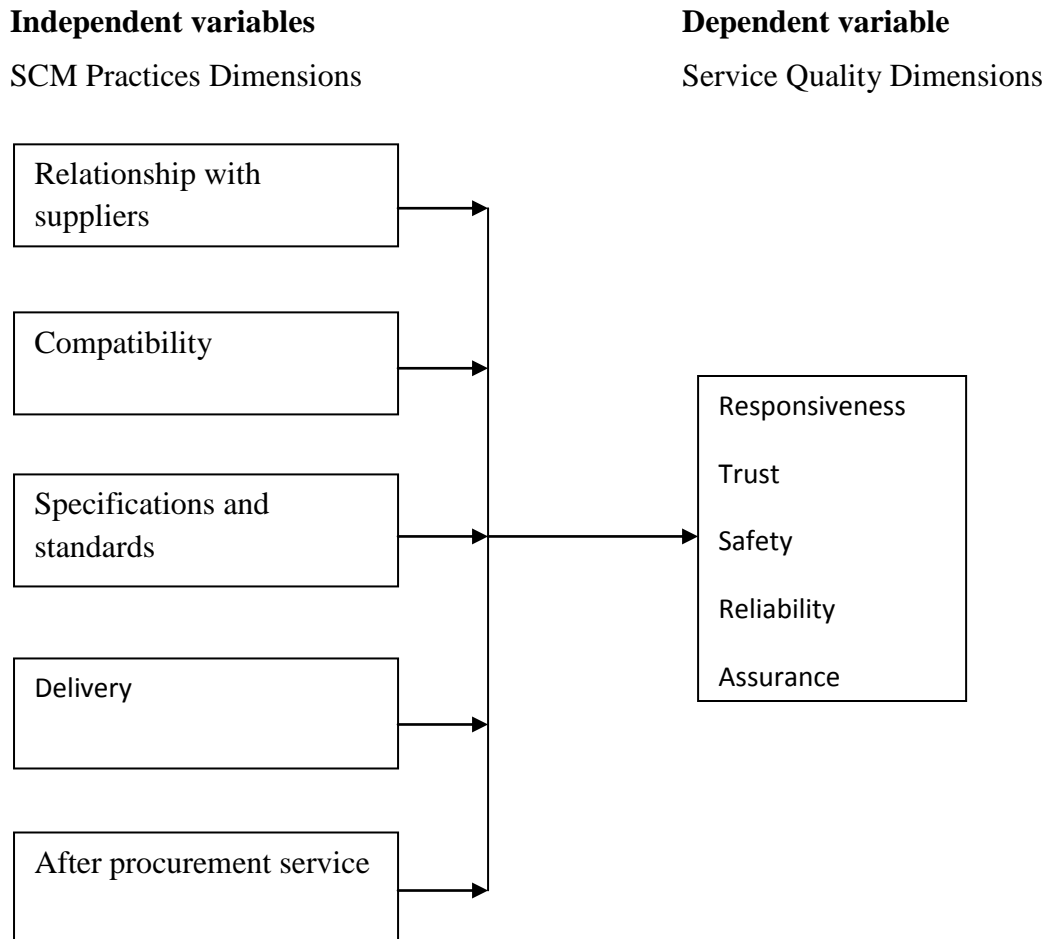 Independent variables
Dependent variable
SCM Practices Dimensions
Service Quality Dimensions
Relationship with
suppliers
Compatibility
Specifications and
standards
Delivery
After procurement service
Responsiveness
Trust
Safety
Reliability
Assurance